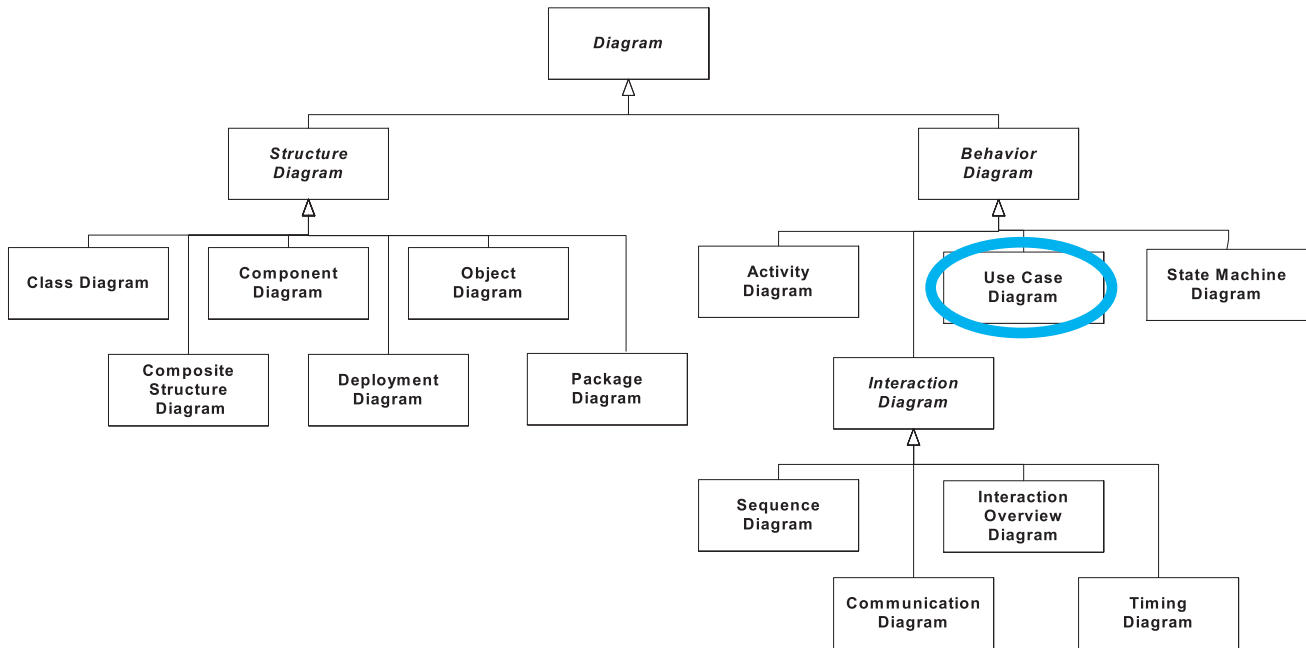 Diagram
Structure
Diagram
Behavior
Diagram
Class Diagram
Component
Diagram
Object
Diagram
Activity
Diagram
Use Case
Diagram
State Machine
Diagram
Composite
Structure
Diagram
Deployment
Diagram
Package
Diagram
Interaction
Diagram
Sequence
Diagram
Interaction
Overview
Diagram
Communication
Diagram
Timing
Diagram